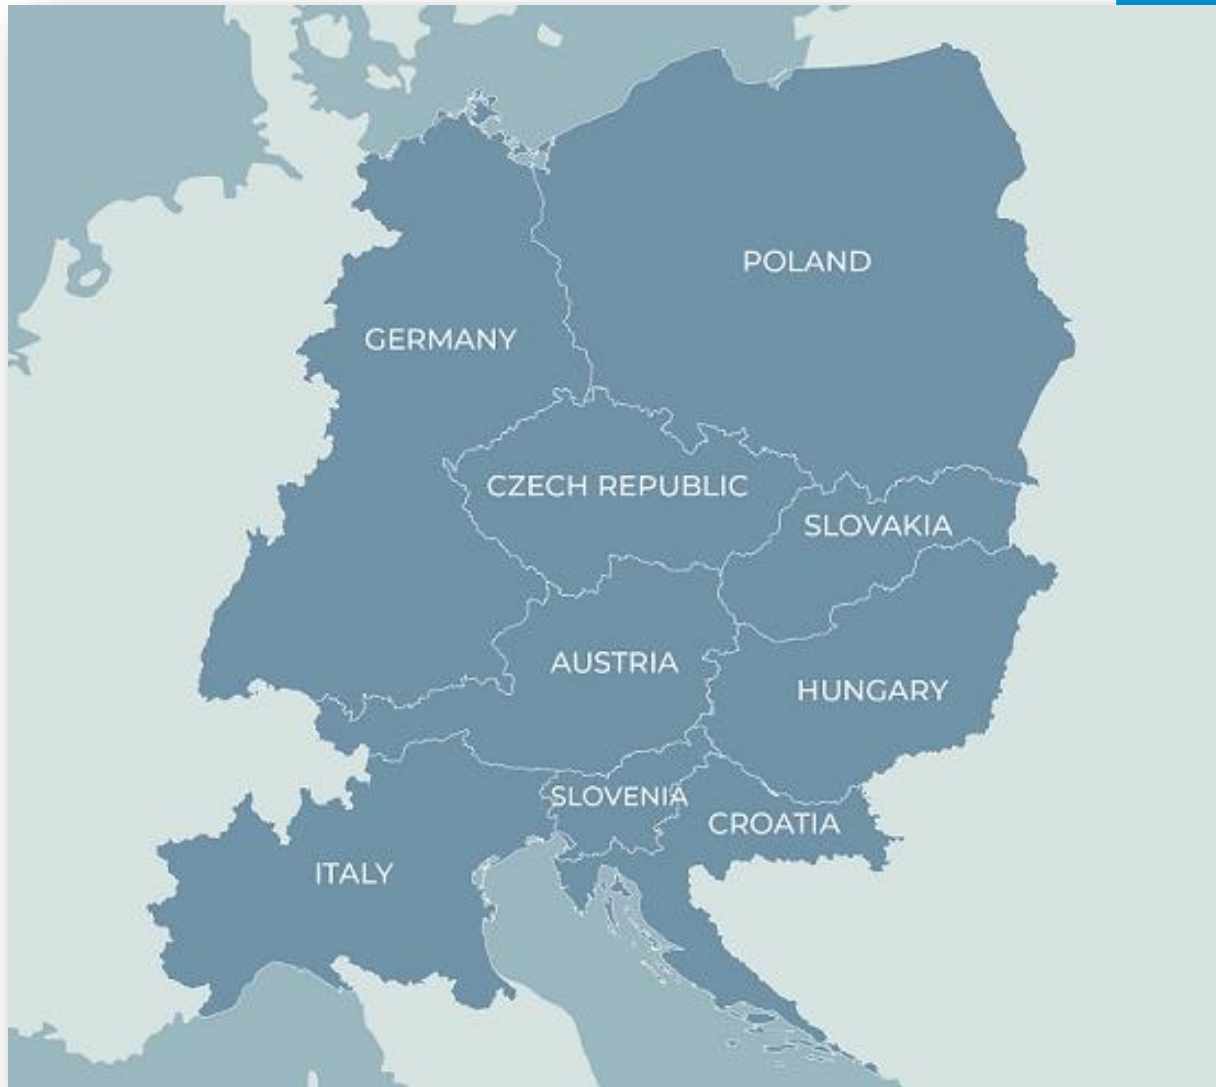 POLAND
GERMANY
CZECH REPUBLIC
SLOVAKIA
AUSTRIA
HUNGARY
SLOVENIA
CROATIA
ITALY